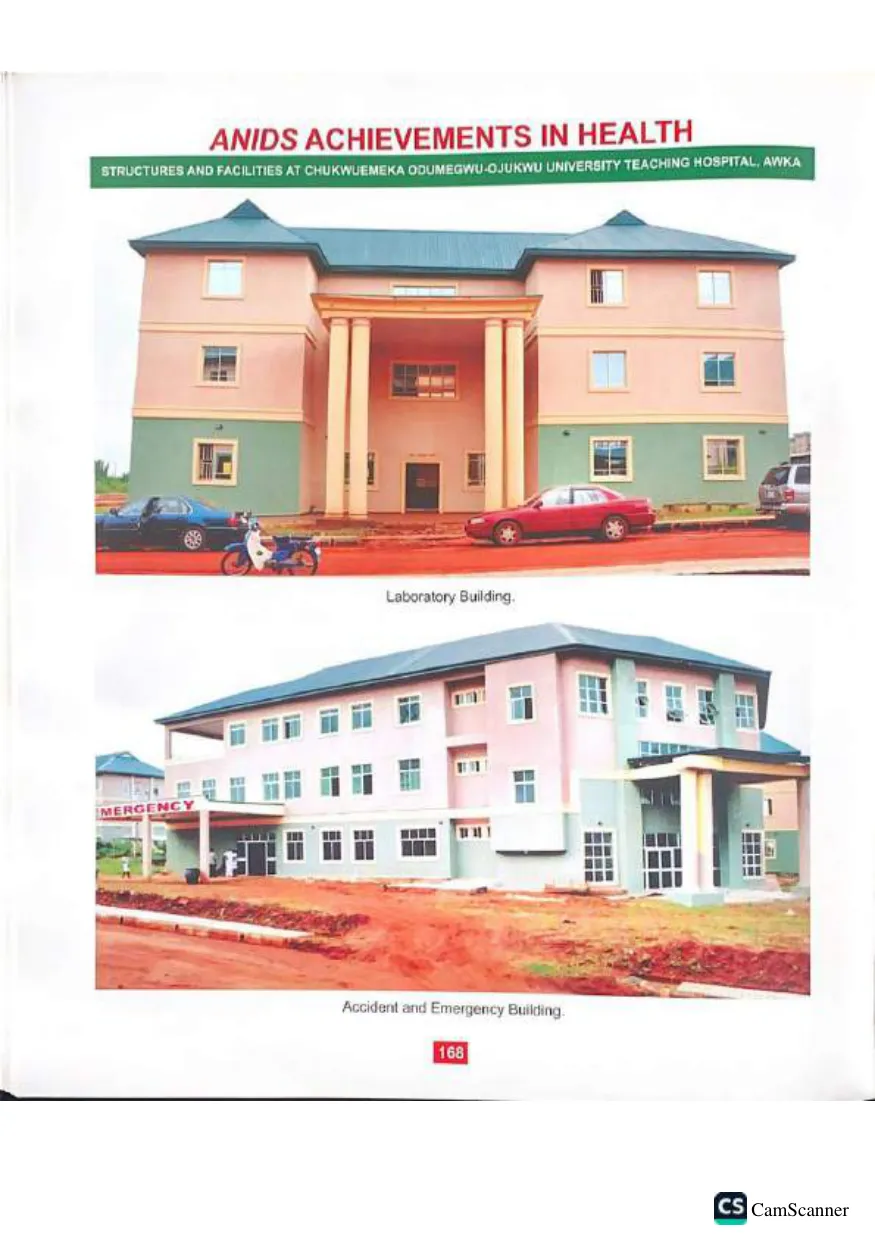 ANIDS ACHIEVEMENTS IN HEALTH
STRUCTURES AND FACILITIES AT CHUKWUEMEKA ODUMEGWU-OJUKWU UNIVERSITY TEACHING HOSPITAL, AWKA
Laboratory Building.
MERGENCY
Accident and Emergency Building.
168
CS CamScanner